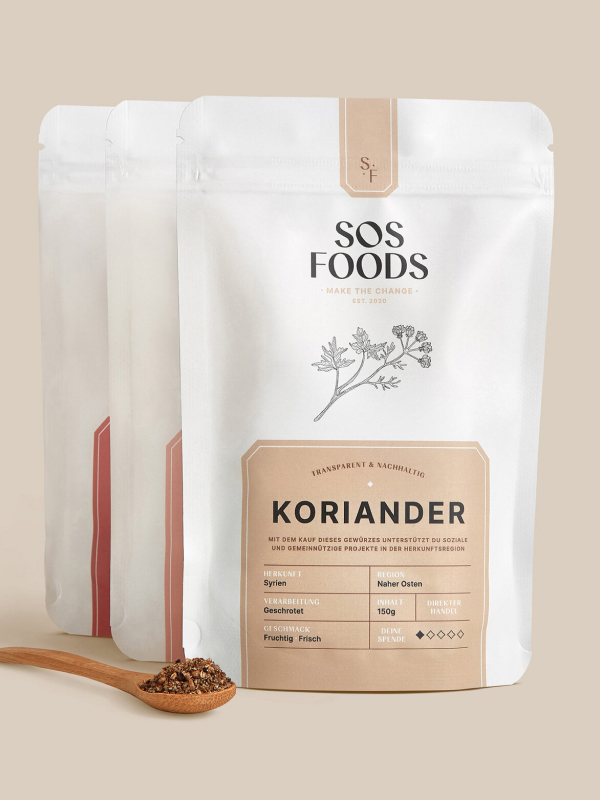 S.
.F
SOS
FOODS
· MAKE THE CHANGE ·
EST. 2020
TRANSPARENT & NACHHALTIG
KORIANDER
MIT DEM KAUF DIESES GEWÜRZES UNTERSTÜTZT DU SOZIALE
UND GEMEINNÜTZIGE PROJEKTE IN DER HERKUNFTSREGION
HERKUNFT
Syrien
REGION
Naher Osten
VERARBEITUNG
Geschrotet
INHALT
150g
DIREKTER
HANDEL
GESCHMACK
Fruchtig · Frisch
DEINE
SPENDE